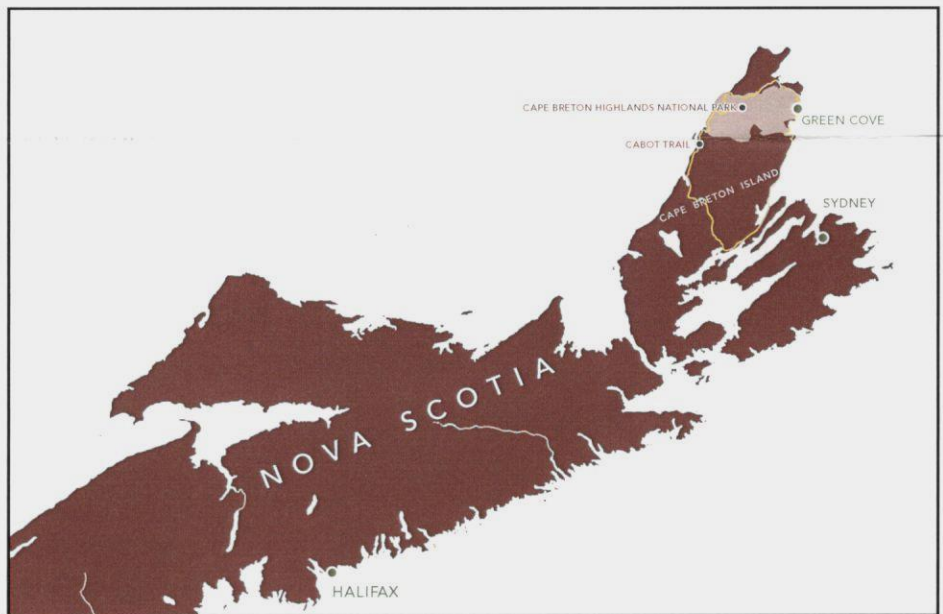 CAPE BRETON HIGHLANDS NATIONAL PARK
GREEN COVE
CABOT TRAIL
CAPE BRETON ISLAND
SYDNEY
NOVA SCOTIA
HALIFAX